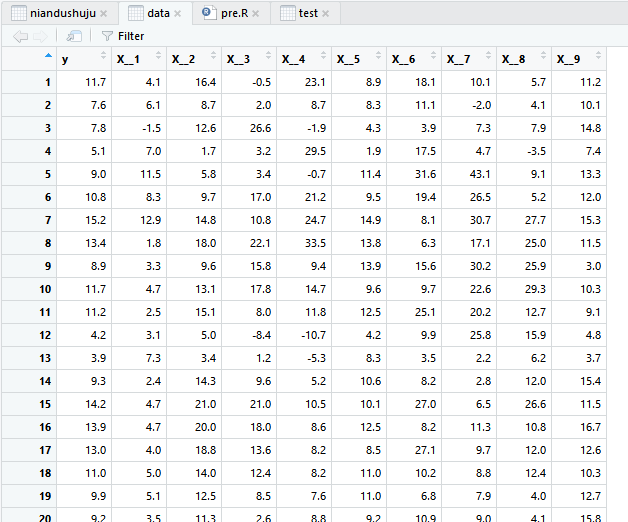 niandushuju × data × pre.R × test ×
Filter
y X__1 X__2 X__3 X__4 X__5 X__6 X__7 X__8 X__9
1 11.7 4.1 16.4 -0.5 23.1 8.9 18.1 10.1 5.7 11.2
2 7.6 6.1 8.7 2.0 8.7 8.3 11.1 -2.0 4.1 10.1
3 7.8 -1.5 12.6 26.6 -1.9 4.3 3.9 7.3 7.9 14.8
4 5.1 7.0 1.7 3.2 29.5 1.9 17.5 4.7 -3.5 7.4
5 9.0 11.5 5.8 3.4 -0.7 11.4 31.6 43.1 9.1 13.3
6 10.8 8.3 9.7 17.0 21.2 9.5 19.4 26.5 5.2 12.0
7 15.2 12.9 14.8 10.8 24.7 14.9 8.1 30.7 27.7 15.3
8 13.4 1.8 18.0 22.1 33.5 13.8 6.3 17.1 25.0 11.5
9 8.9 3.3 9.6 15.8 9.4 13.9 15.6 30.2 25.9 3.0
10 11.7 4.7 13.1 17.8 14.7 9.6 9.7 22.6 29.3 10.3
11 11.2 2.5 15.1 8.0 11.8 12.5 25.1 20.2 12.7 9.1
12 4.2 3.1 5.0 -8.4 -10.7 4.2 9.9 25.8 15.9 4.8
13 3.9 7.3 3.4 1.2 -5.3 8.3 3.5 2.2 6.2 3.7
14 9.3 2.4 14.3 9.6 5.2 10.6 8.2 2.8 12.0 15.4
15 14.2 4.7 21.0 21.0 10.5 10.1 27.0 6.5 26.6 11.5
16 13.9 4.7 20.0 18.0 8.6 12.5 8.2 11.3 10.8 16.7
17 13.0 4.0 18.8 13.6 8.2 8.5 27.1 9.7 12.0 12.6
18 11.0 5.0 14.0 12.4 8.2 11.0 10.2 8.8 12.4 10.3
19 9.9 5.1 12.5 8.5 7.6 11.0 6.8 7.9 4.0 12.7
20 9.2 3.5 11.3 2.6 8.8 9.2 10.9 9.0 4.1 15.8